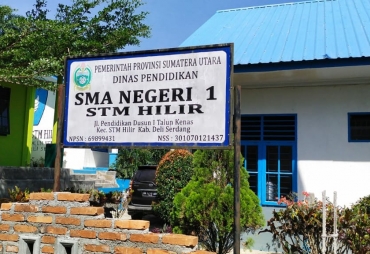 PEMERINTAH PROVINSI SUMATERA UTARA
DINAS PENDIDIKAN
SMA NEGERI 1
STM HILIR
Jl. Pendidikan Dusun I Talun Kenas
Kec. STM Hilir Kab. Deli Serdang
NPSN : 69899431 NSS : 301070121437